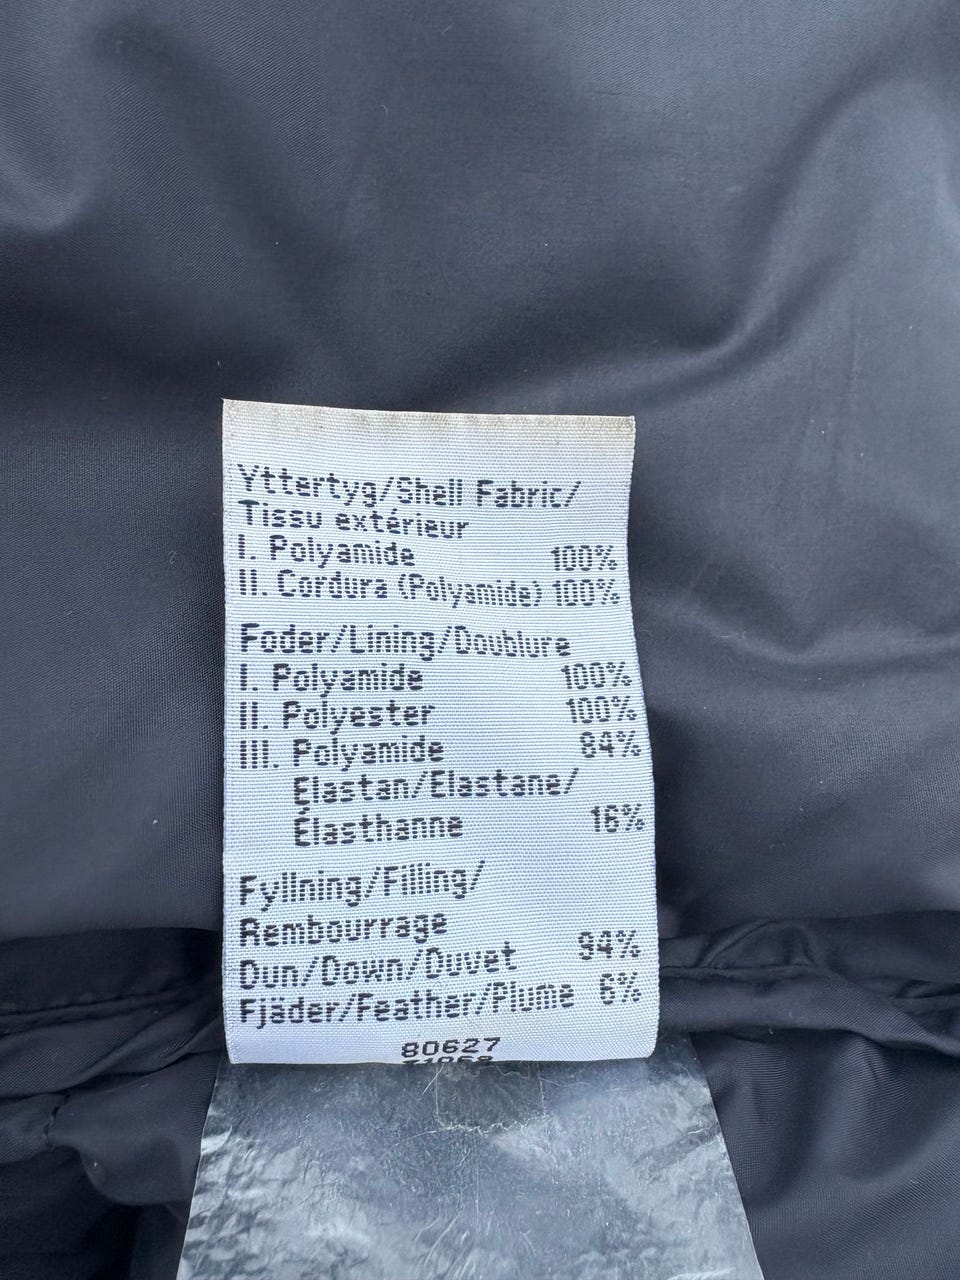 Yttertyg/Shell Fabric/
Tissu extérieur
I. Polyamide 100%
II. Cordura (Polyamide) 100%
Foder/Lining/Doublure
I. Polyamide 100%
II. Polyester 100%
III. Polyamide 84%
Elastan/Elastane/
Élasthanne 16%
Fyllning/Filling/
Rembourrage
Dun/Down/Duvet 94%
Fjäder/Feather/Plume 6%
80627